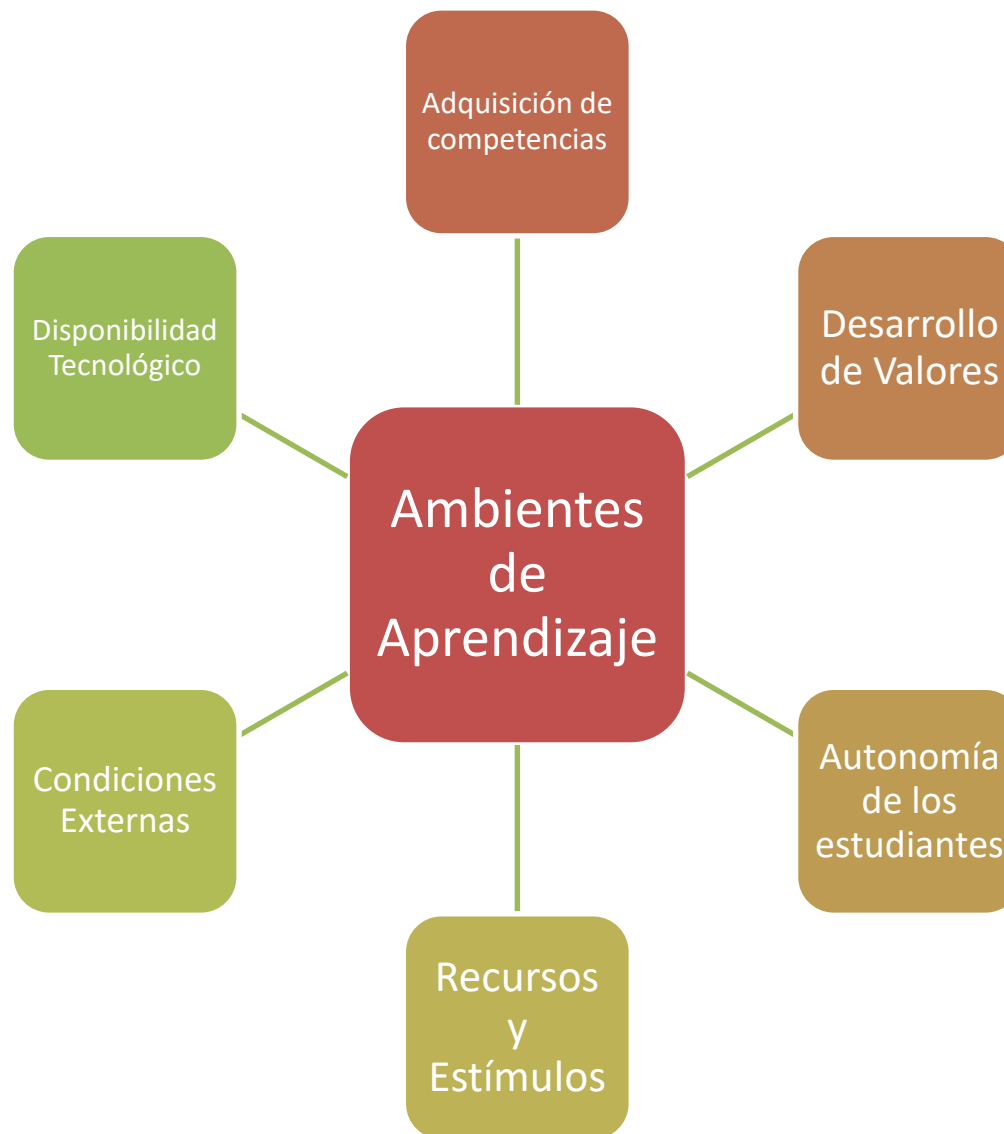 Adquisición de
competencias
Desarrollo
de Valores
Disponibilidad
Tecnológico
Ambientes
de
Aprendizaje
Autonomía
de los
estudiantes
Condiciones
Externas
Recursos
y
Estímulos